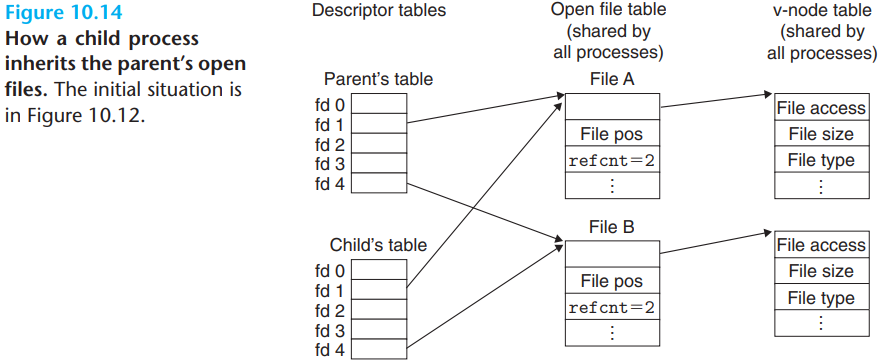 Figure 10.14
How a child process
inherits the parent's open
files. The initial situation is
in Figure 10.12.
Descriptor tables
Open file table
(shared by
all processes)
v-node table
(shared by
all processes)
Parent's table
fd 0
fd 1
fd 2
fd 3
fd 4
File A
File pos
refcnt=2
⋮
File access
File size
File type
⋮
Child's table
fd 0
fd 1
fd 2
fd 3
fd 4
File B
File pos
refcnt=2
⋮
File access
File size
File type
⋮